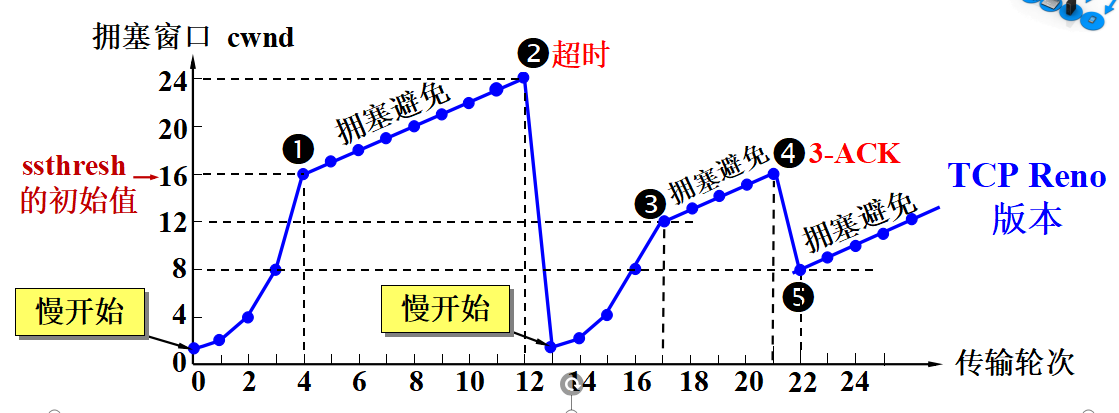 拥塞窗口 cwnd
❷超时
24
20
ssthresh
的初始值
16
12
8
4
0
❶
拥塞避免
❸
拥塞避免
❹ 3-ACK
TCP Reno
版本
拥塞避免
❺
慢开始
慢开始
0 2 4 6 8 10 12 14 16 18 20 22 24
传输轮次